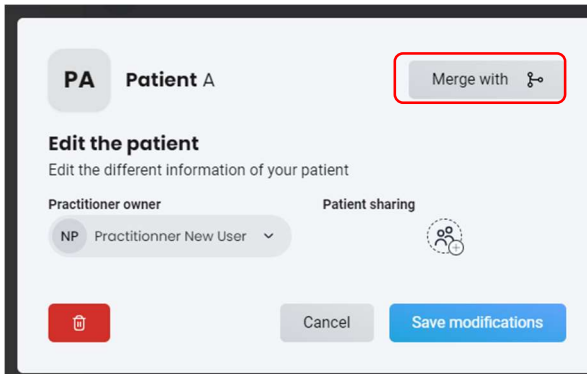 PA Patient A Merge with
Edit the patient
Edit the different information of your patient
Practitioner owner Patient sharing
NP Practitionner New User
Cancel Save modifications